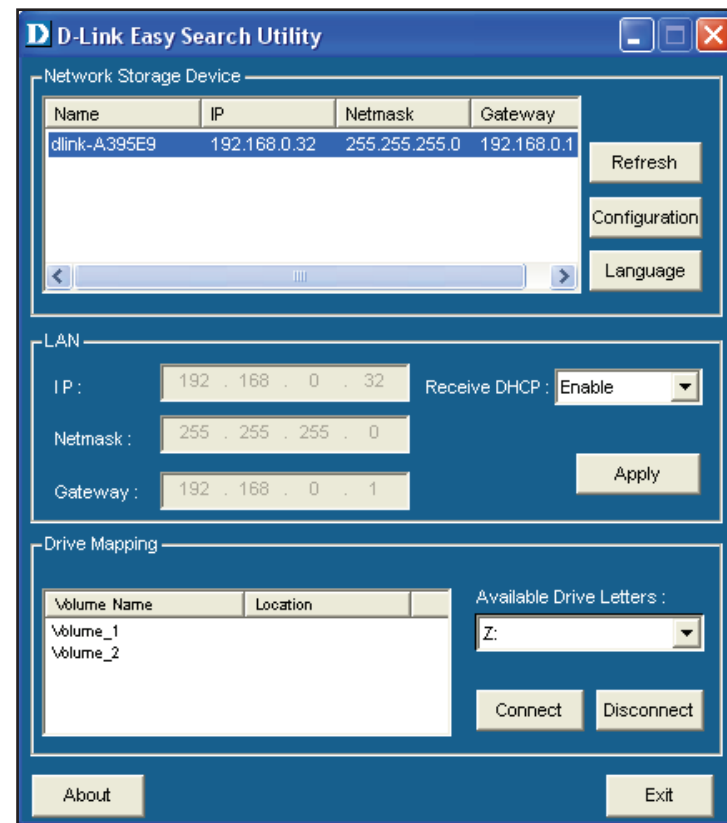 D D-Link Easy Search Utility
Network Storage Device
Name IP Netmask Gateway
dlink-A395E9 192.168.0.32 255.255.255.0 192.168.0.1
Refresh
Configuration
Language
LAN
IP : 192 . 168 . 0 . 32 Receive DHCP : Enable
Netmask : 255 . 255 . 255 . 0
Gateway : 192 . 168 . 0 . 1
Apply
Drive Mapping
Volume Name Location
Volume_1
Volume_2
Available Drive Letters :
Z:
Connect Disconnect
About Exit